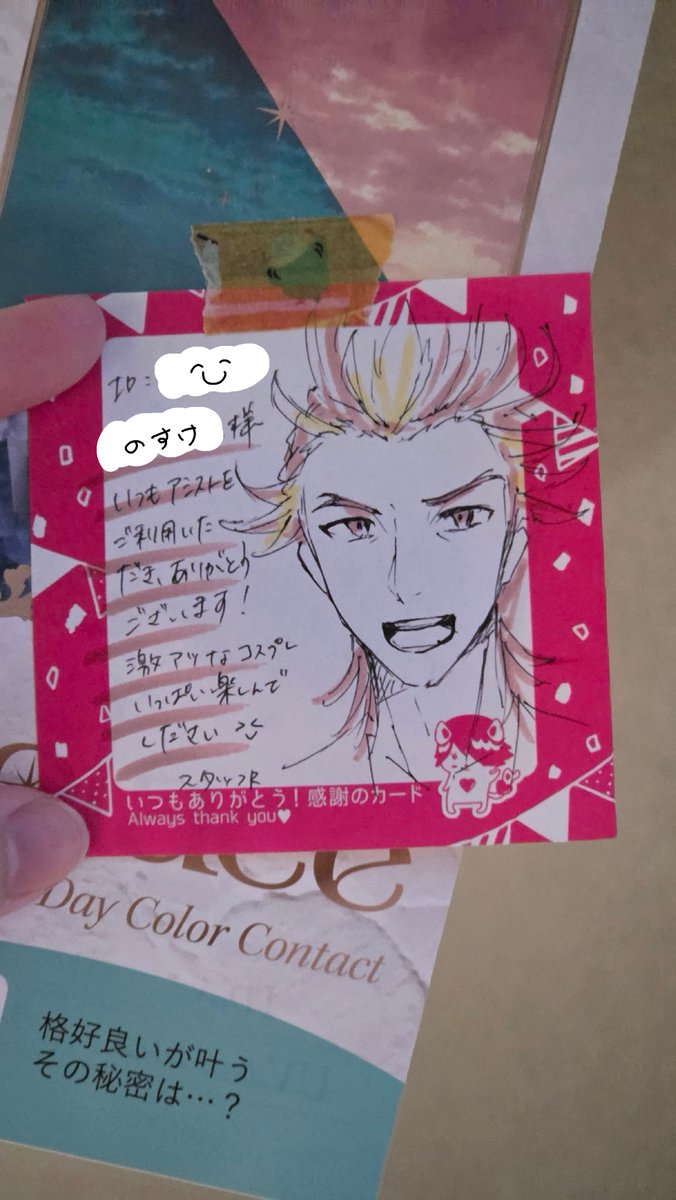 ID:
のすけ 様
いつもアシストを
ご利用いた
だき、ありがとう
ございます!
激アツなコスプレ
いっぱい楽しんで
ください
スタッフR
いつもありがとう!感謝のカード
Always thank you♥
Day Color Contact
格好良いが叶う
その秘密は…?